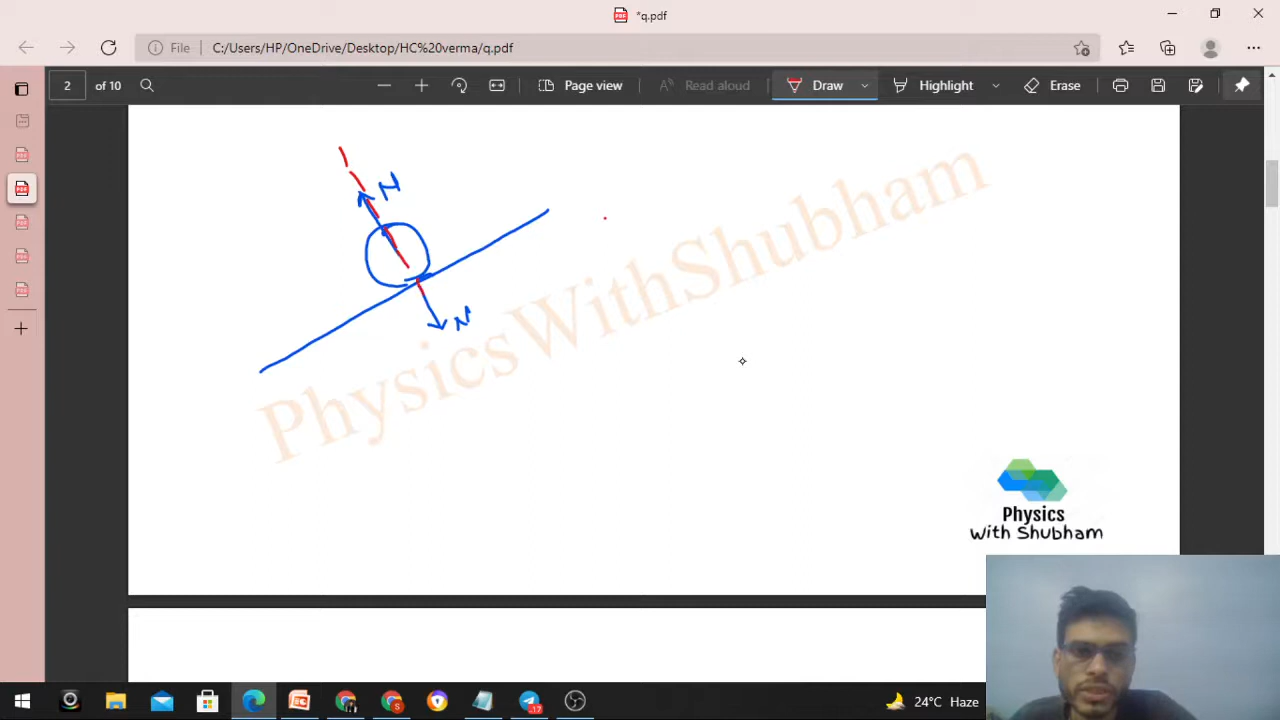 *q.pdf
File C:/Users/HP/OneDrive/Desktop/HC%20verma/q.pdf
2 of 10 Page view Read aloud Draw Highlight Erase
N
N
PhysicsWithShubham
Physics
With Shubham
24°C Haze